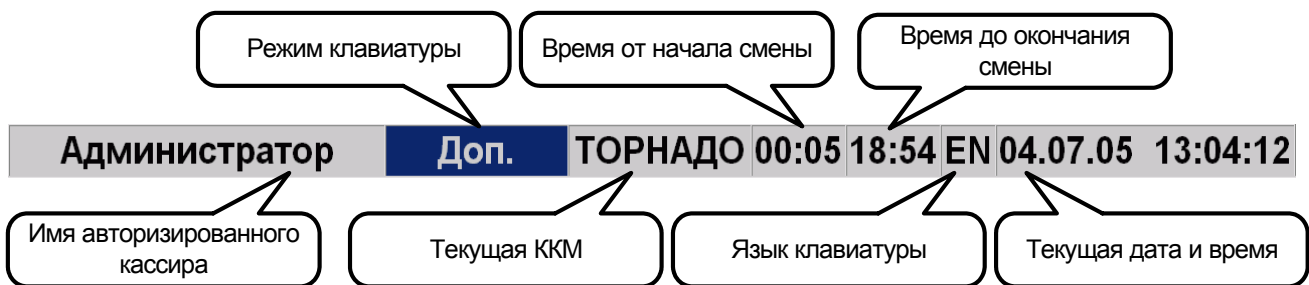 Режим клавиатуры
Время от начала смены
Время до окончания
смены
Администратор Доп. ТОРНАДО 00:05 18:54 EN 04.07.05 13:04:12
Имя авторизированного
кассира
Текущая ККМ
Язык клавиатуры
Текущая дата и время